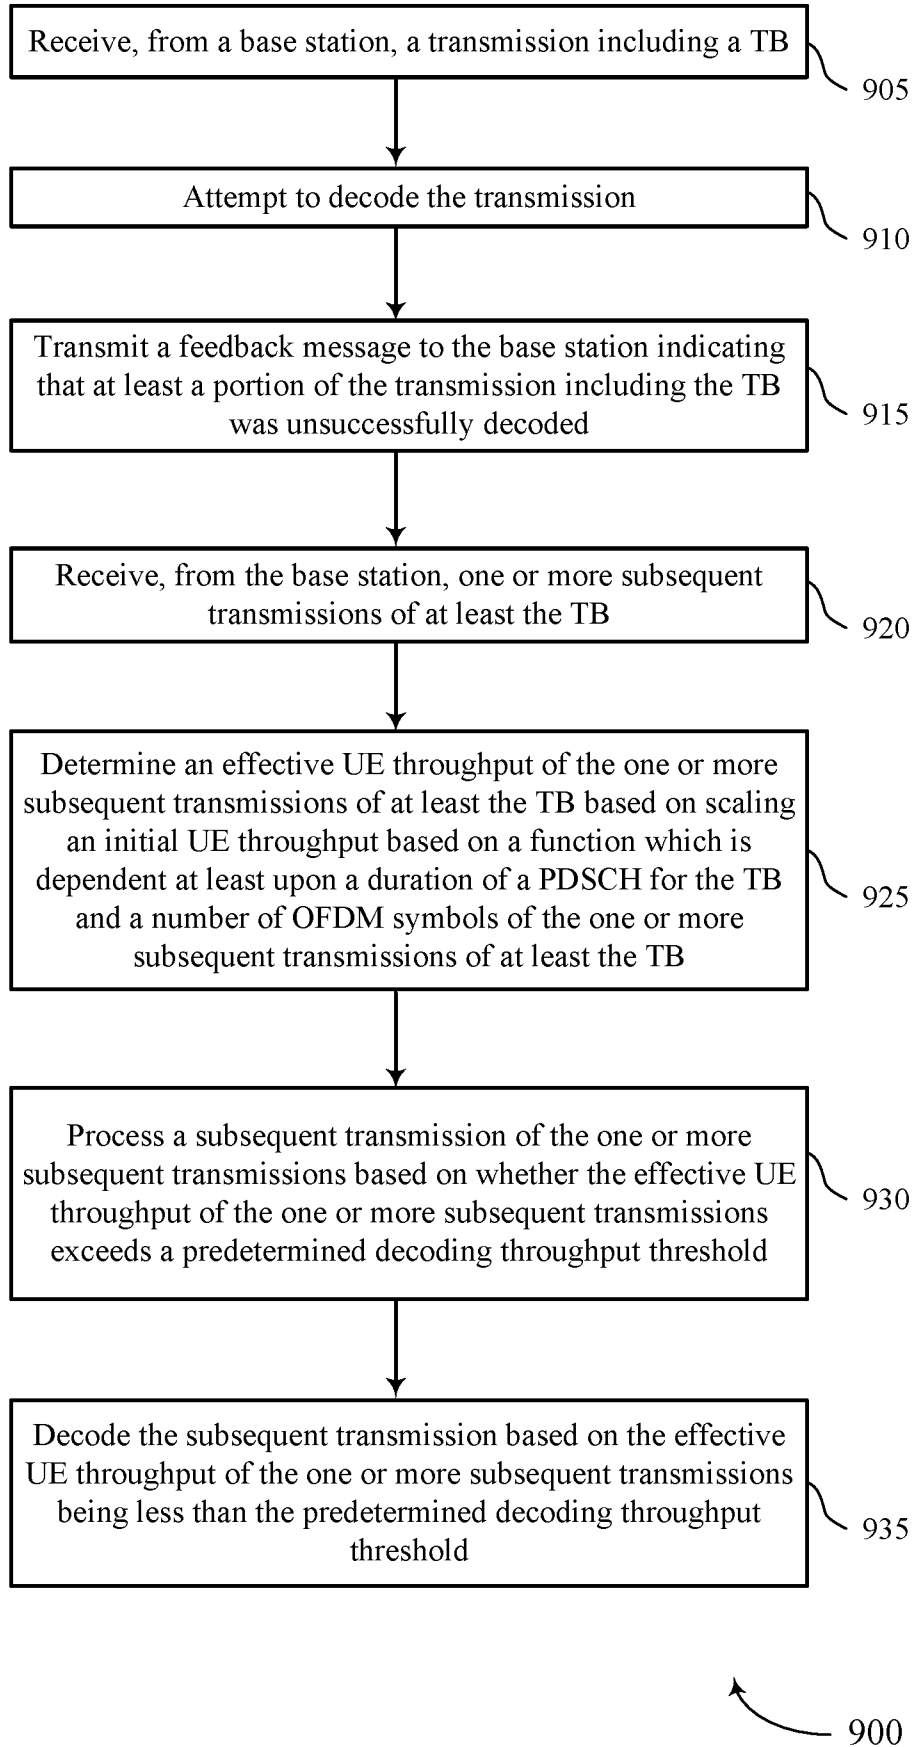 Receive, from a base station, a transmission including a TB
905
Attempt to decode the transmission
910
Transmit a feedback message to the base station indicating
that at least a portion of the transmission including the TB
was unsuccessfully decoded
915
Receive, from the base station, one or more subsequent
transmissions of at least the TB
920
Determine an effective UE throughput of the one or more
subsequent transmissions of at least the TB based on scaling
an initial UE throughput based on a function which is
dependent at least upon a duration of a PDSCH for the TB
and a number of OFDM symbols of the one or more
subsequent transmissions of at least the TB
925
Process a subsequent transmission of the one or more
subsequent transmissions based on whether the effective UE
throughput of the one or more subsequent transmissions
exceeds a predetermined decoding throughput threshold
930
Decode the subsequent transmission based on the effective
UE throughput of the one or more subsequent transmissions
being less than the predetermined decoding throughput
threshold
935
900